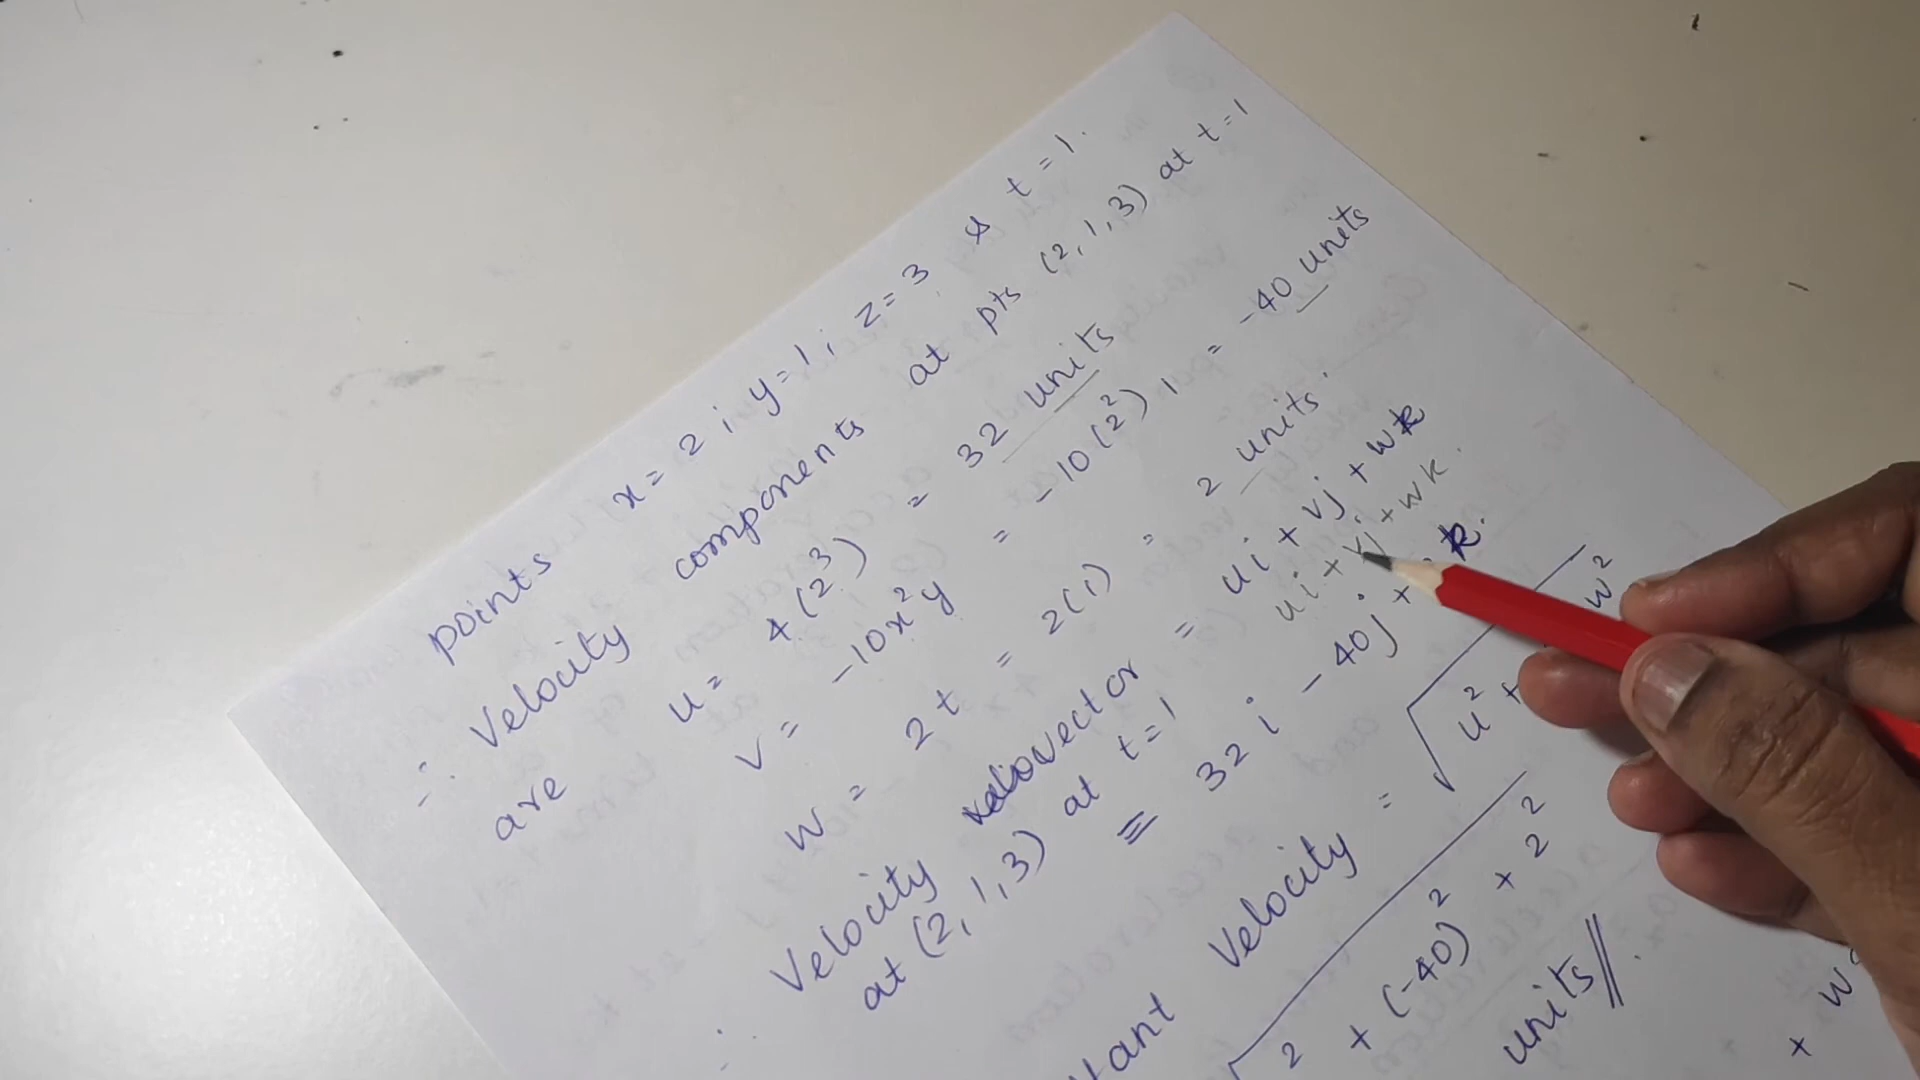 points x = 2 ; y = 1 ; z = 3 & t = 1.
∴ Velocity components at pts (2, 1, 3) at t = 1
are u = 4 (2³) = 32 units
v = -10x²y = -10 (2²) 1 = -40 units
w = 2t = 2(1) = 2 units.
∴ Velocity vector = ui + vj + wk
ui + vj + wk.
at (2, 1, 3) at t = 1
= 32 i - 40 j + k.
Velocity = √ u² + w²
² + (-40)² + 2²
units //.
+ w